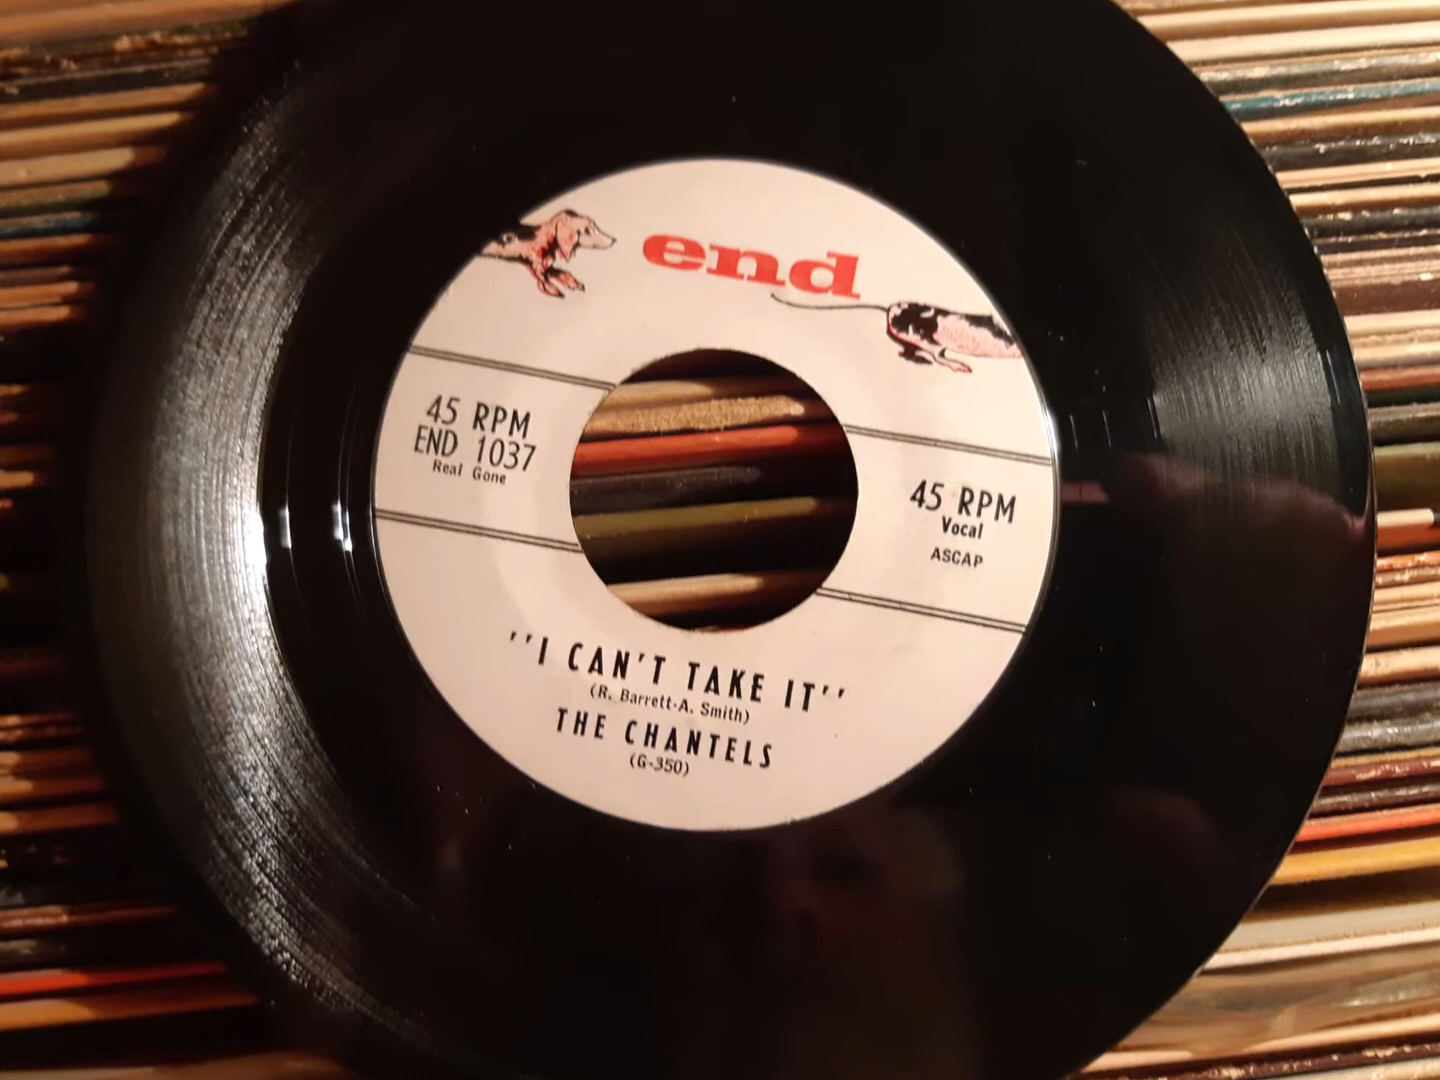 end
45 RPM
END 1037
Real Gone
45 RPM
Vocal
ASCAP
''I CAN'T TAKE IT''
(R. Barrett-A. Smith)
THE CHANTELS
(G-350)